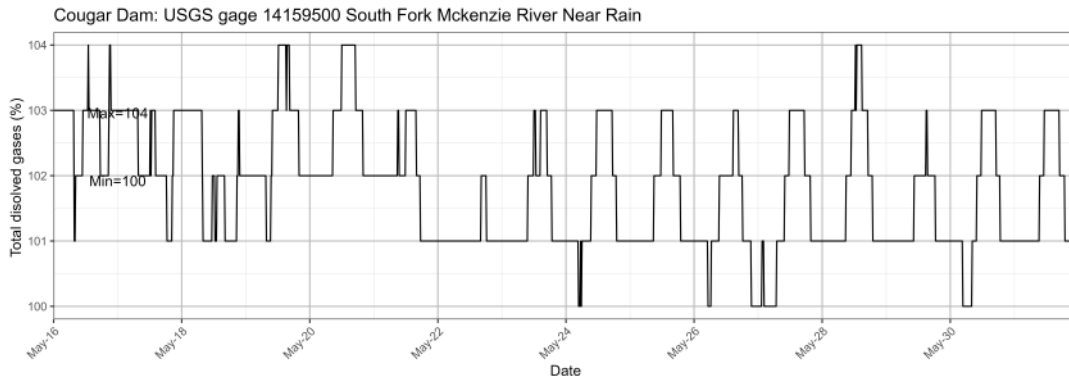 Cougar Dam: USGS gage 14159500 South Fork Mckenzie River Near Rain
Total disolved gases (%)
104
103
102
101
100
Max=104
Min=100
May-16
May-18
May-20
May-22
May-24
May-26
May-28
May-30
Date